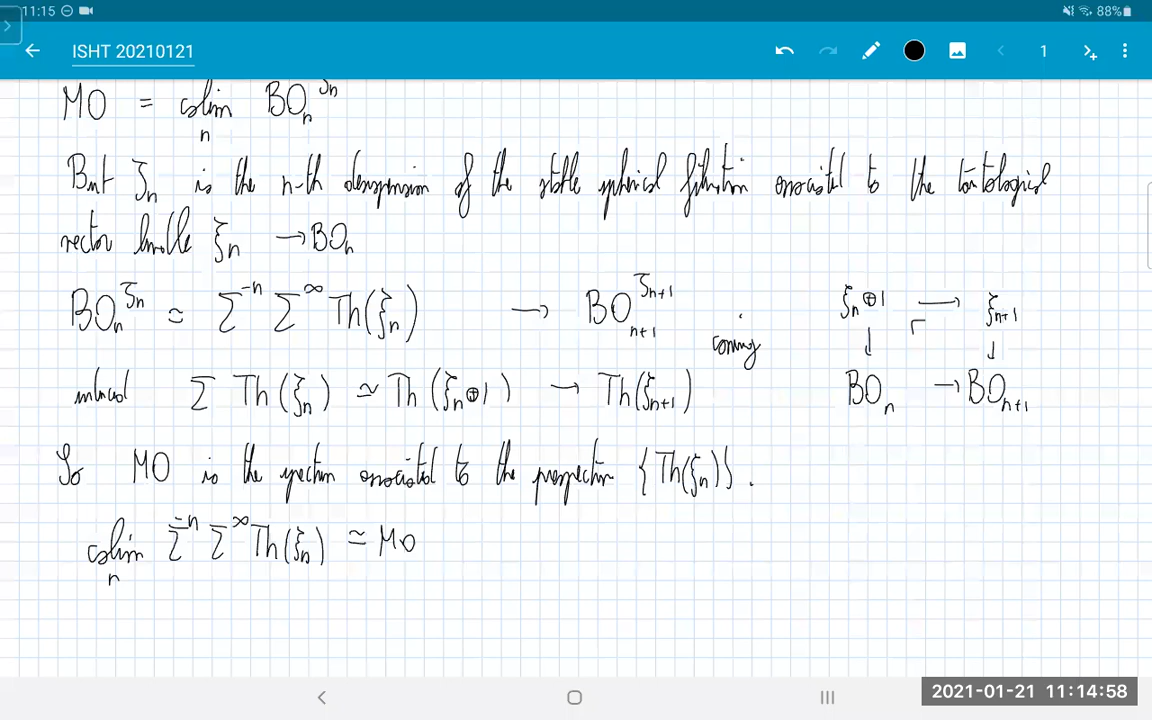 11:15 88%
ISHT 20210121 1
MO = colim_n BO_n^{ζ_n}
But ζ_n is the n-th desuspension of the stable spherical fibration associated to the tautological
vector bundle ξ_n → BO_n
BO_n^{ζ_n} ≃ Σ^{-n} Σ^∞ Th(ξ_n) → BO_{n+1}^{ζ_{n+1}} coming ξ_n⊕1 → ξ_{n+1}
↓ ┌ ↓
induced Σ Th(ξ_n) ≃ Th(ξ_n⊕1) → Th(ξ_{n+1}) BO_n → BO_{n+1}
So MO is the spectrum associated to the prespectrum {Th(ξ_n)}.
colim_n Σ^{-n} Σ^∞ Th(ξ_n) ≃ MO
2021-01-21 11:14:58